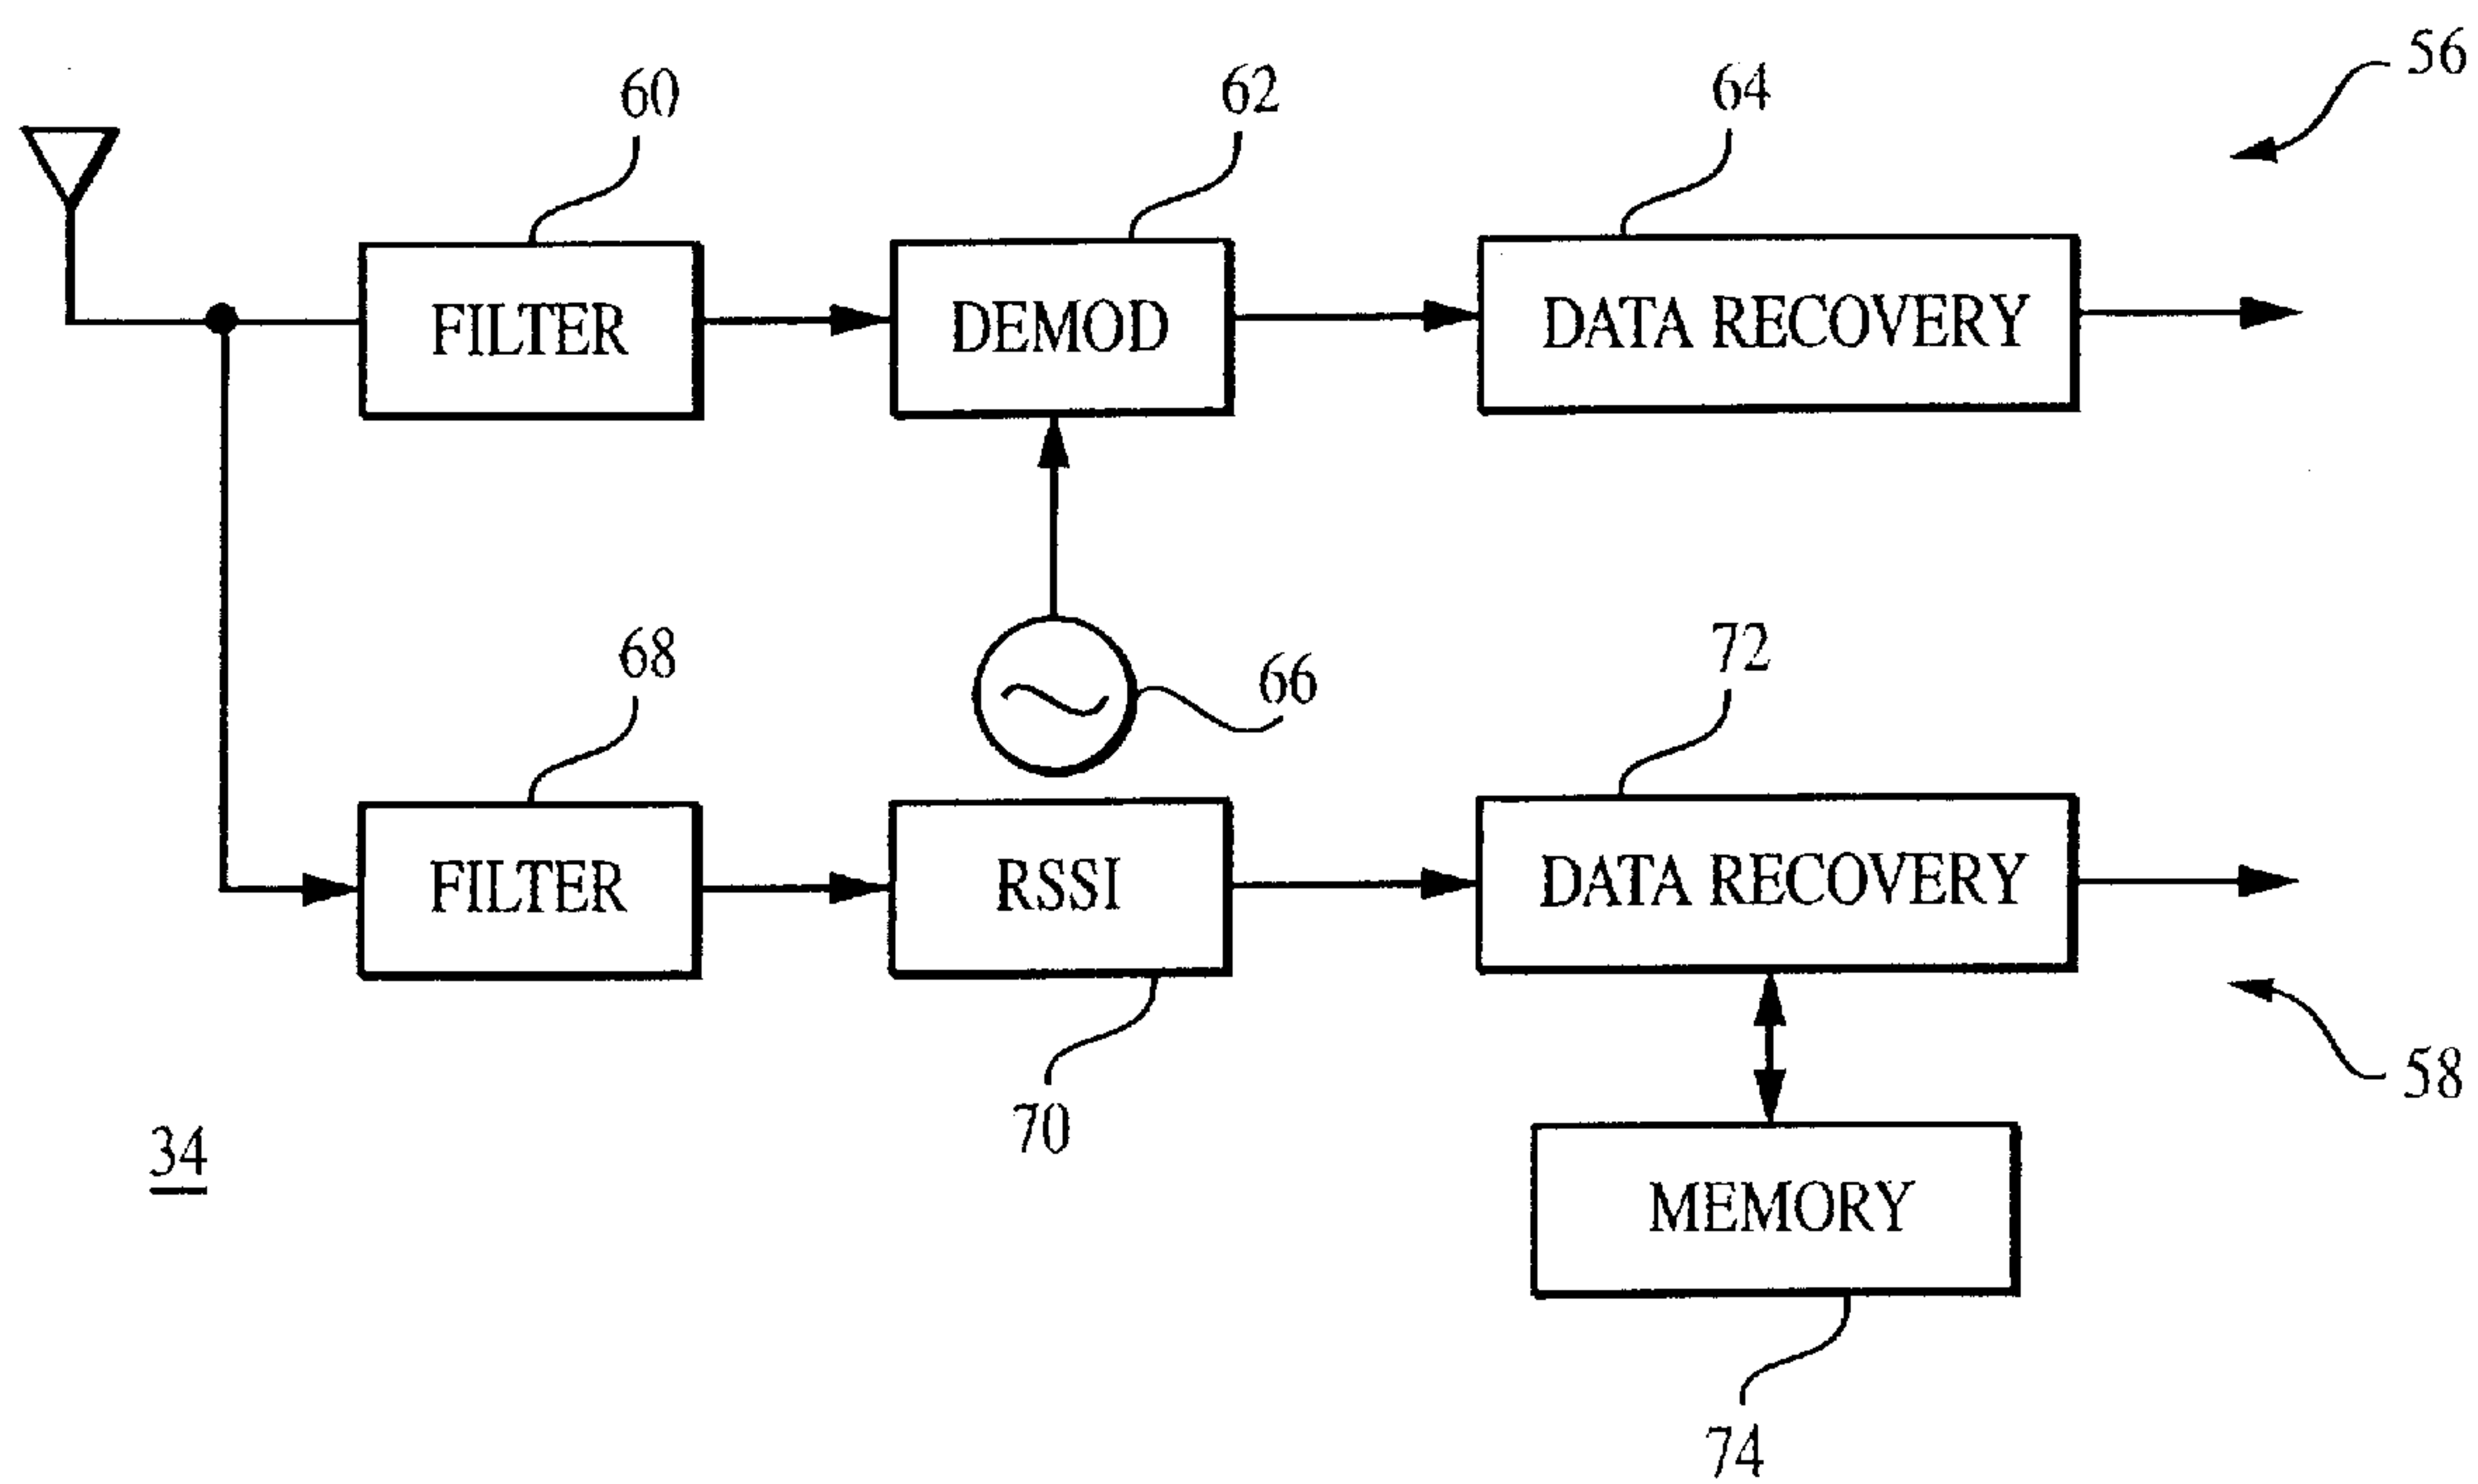 56
60
62
64
FILTER
DEMOD
DATA RECOVERY
68
66
72
FILTER
RSSI
DATA RECOVERY
70
58
34
MEMORY
74